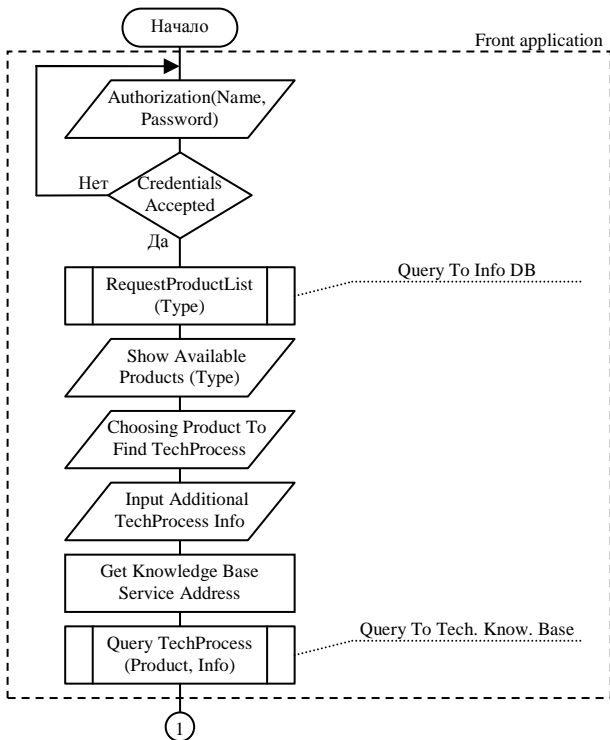 Начало
Front application
Authorization(Name,
Password)
Нет
Credentials
Accepted
Да
RequestProductList
(Type)
Query To Info DB
Show Available
Products (Type)
Choosing Product To
Find TechProcess
Input Additional
TechProcess Info
Get Knowledge Base
Service Address
Query TechProcess
(Product, Info)
Query To Tech. Know. Base
1